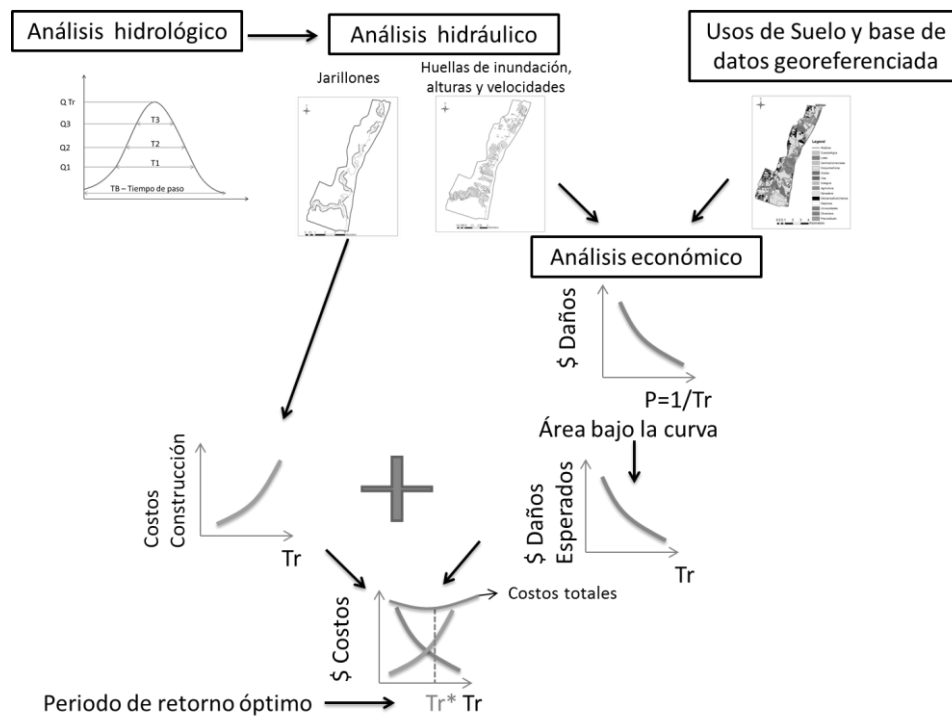 Análisis hidrológico
Análisis hidráulico
Usos de Suelo y base de
datos georeferenciada
Jarillones
Huellas de inundación,
alturas y velocidades
Q Tr
Q3
Q2
Q1
T3
T2
T1
TB – Tiempo de paso
Legend
Análisis económico
$ Daños
P=1/Tr
Área bajo la curva
Costos
Construcción
Tr
$ Daños
Esperados
Tr
Costos totales
$ Costos
Periodo de retorno óptimo
Tr* Tr